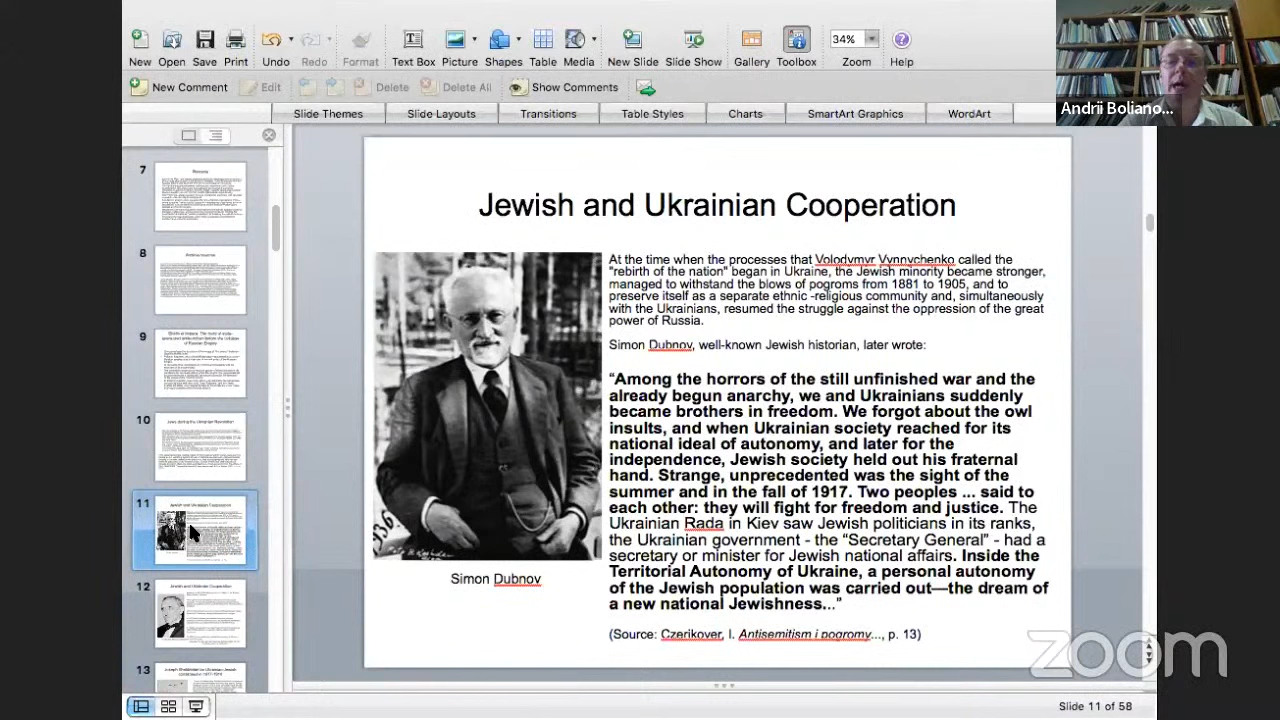 New
Open
Save
Print
Undo
Redo
Format
Text Box
Picture
Shapes
Table
Media
New Slide
Slide Show
Gallery
Toolbox
34%
Zoom
Help
Andrii Boliano...
New Comment
Edit
Delete
Delete All
Show Comments
Slide Themes
Slide Layouts
Transitions
Table Styles
Charts
SmartArt Graphics
WordArt
7
8
9
10
11
12
13
Jewish and Ukrainian Cooperation
At the time when the processes that Volodymyr Vynnychenko called the
"rebirth of the nation" began in Ukraine, the Jewish minority became stronger,
managed to withstand the blows of pogroms from 1881 to 1905, and to
preserve itself as a separate ethnic -religious community and, simultaneously
with the Ukrainians, resumed the struggle against the oppression of the great
power of Russia.
Simon Dubnov, well-known Jewish historian, later wrote:
“Among the horrors of the still unfinished war and the
already begun anarchy, we and Ukrainians suddenly
became brothers in freedom. We forgot about the owl
insults, and when Ukrainian society reached for its
national ideal of autonomy, and later for the
independence, Jewish society held out his fraternal
hand. Strange, unprecedented was the sight of the
summer and in the fall of 1917. Two peoples ... said to
each other: they will fight for freedom and justice. The
Ukrainian Rada in Kiev saw Jewish politicians in its ranks,
the Ukrainian government - the “Secretary General” - had a
secretary or minister for Jewish national affairs. Inside the
Territorial Autonomy of Ukraine, a personal autonomy
of the Jewish population was carried out—the dream of
a new national Jewishness...”
(Source: Czerikover, I. Antisemitism i pogromy..., p. 13)
Simon Dubnov
zoom
Slide 11 of 58